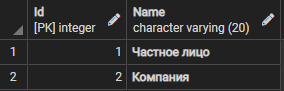 Id Name
[PK] integer character varying (20)
1 1 Частное лицо
2 2 Компания